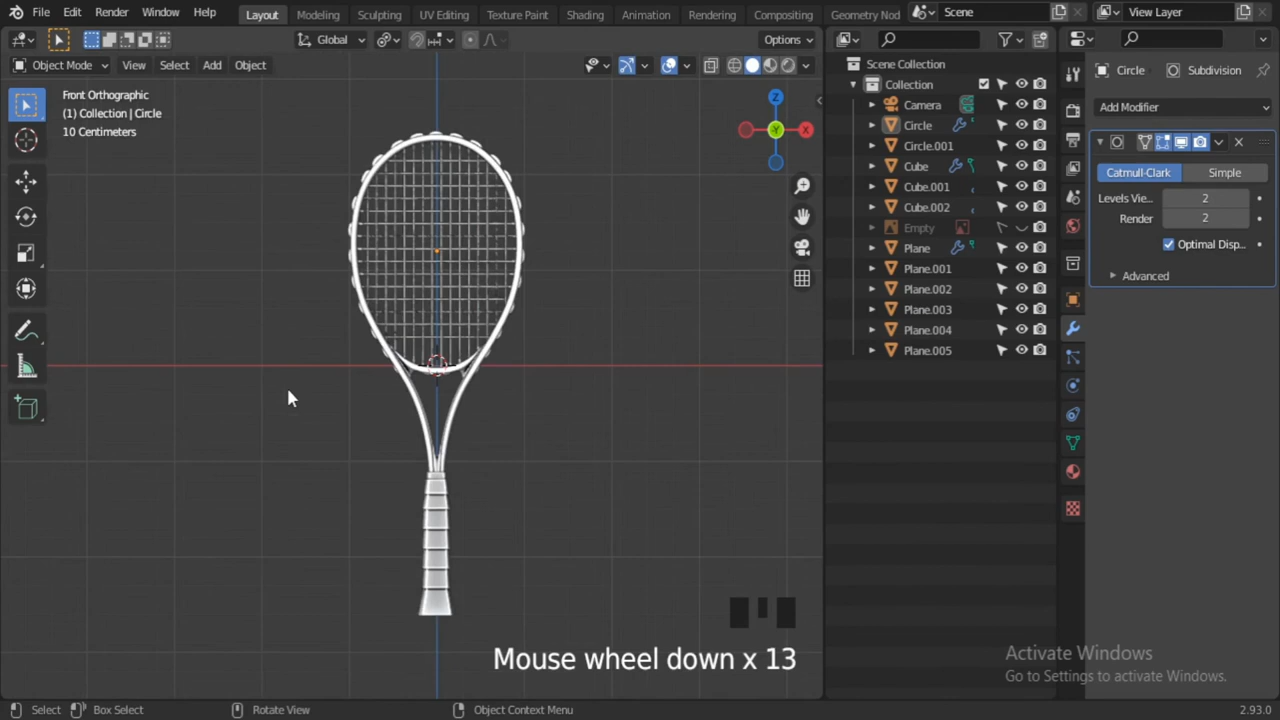 File Edit Render Window Help Layout Modeling Sculpting UV Editing Texture Paint Shading Animation Rendering Compositing Geometry Nod Scene View Layer
Global Options
Object Mode View Select Add Object
Front Orthographic
(1) Collection | Circle
10 Centimeters
Z
Y
X
Scene Collection
Collection
Camera
Circle
Circle.001
Cube
Cube.001
Cube.002
Empty
Plane
Plane.001
Plane.002
Plane.003
Plane.004
Plane.005
Circle Subdivision
Add Modifier
Catmull-Clark Simple
Levels Vie... 2
Render 2
Optimal Disp...
Advanced
Mouse wheel down x 13
Activate Windows
Go to Settings to activate Windows.
Select Box Select Rotate View Object Context Menu 2.93.0